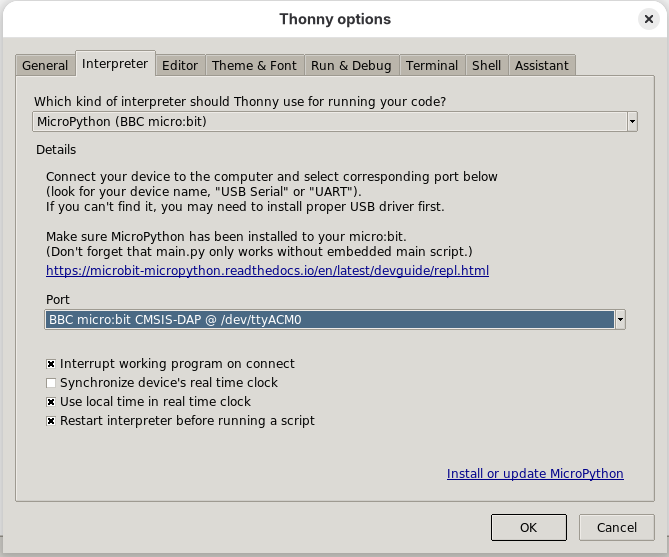 Thonny options
General Interpreter Editor Theme & Font Run & Debug Terminal Shell Assistant
Which kind of interpreter should Thonny use for running your code?
MicroPython (BBC micro:bit)
Details
Connect your device to the computer and select corresponding port below
(look for your device name, "USB Serial" or "UART").
If you can't find it, you may need to install proper USB driver first.
Make sure MicroPython has been installed to your micro:bit.
(Don't forget that main.py only works without embedded main script.)
https://microbit-micropython.readthedocs.io/en/latest/devguide/repl.html
Port
BBC micro:bit CMSIS-DAP @ /dev/ttyACM0
Interrupt working program on connect
Synchronize device's real time clock
Use local time in real time clock
Restart interpreter before running a script
Install or update MicroPython
OK Cancel